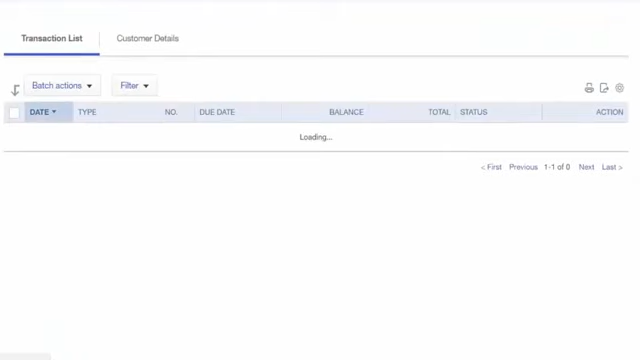 Transaction List Customer Details
Batch actions Filter
DATE TYPE NO. DUE DATE BALANCE TOTAL STATUS ACTION
Loading...
< First Previous 1-1 of 0 Next Last >